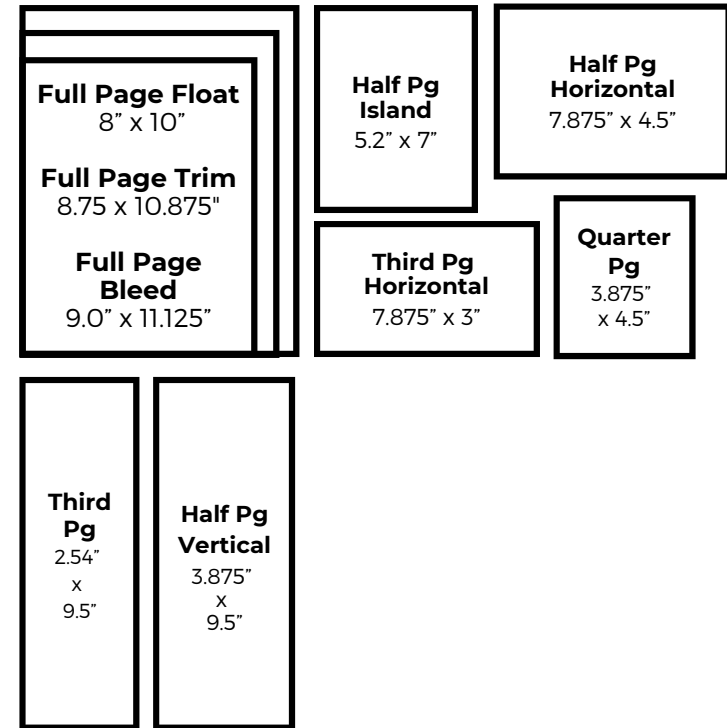 Full Page Float
8” x 10”
Full Page Trim
8.75 x 10.875"
Full Page
Bleed
9.0” x 11.125”
Half Pg
Island
5.2” x 7”
Half Pg
Horizontal
7.875” x 4.5”
Third Pg
Horizontal
7.875” x 3”
Quarter
Pg
3.875”
x 4.5”
Third
Pg
2.54”
x
9.5”
Half Pg
Vertical
3.875”
x
9.5”